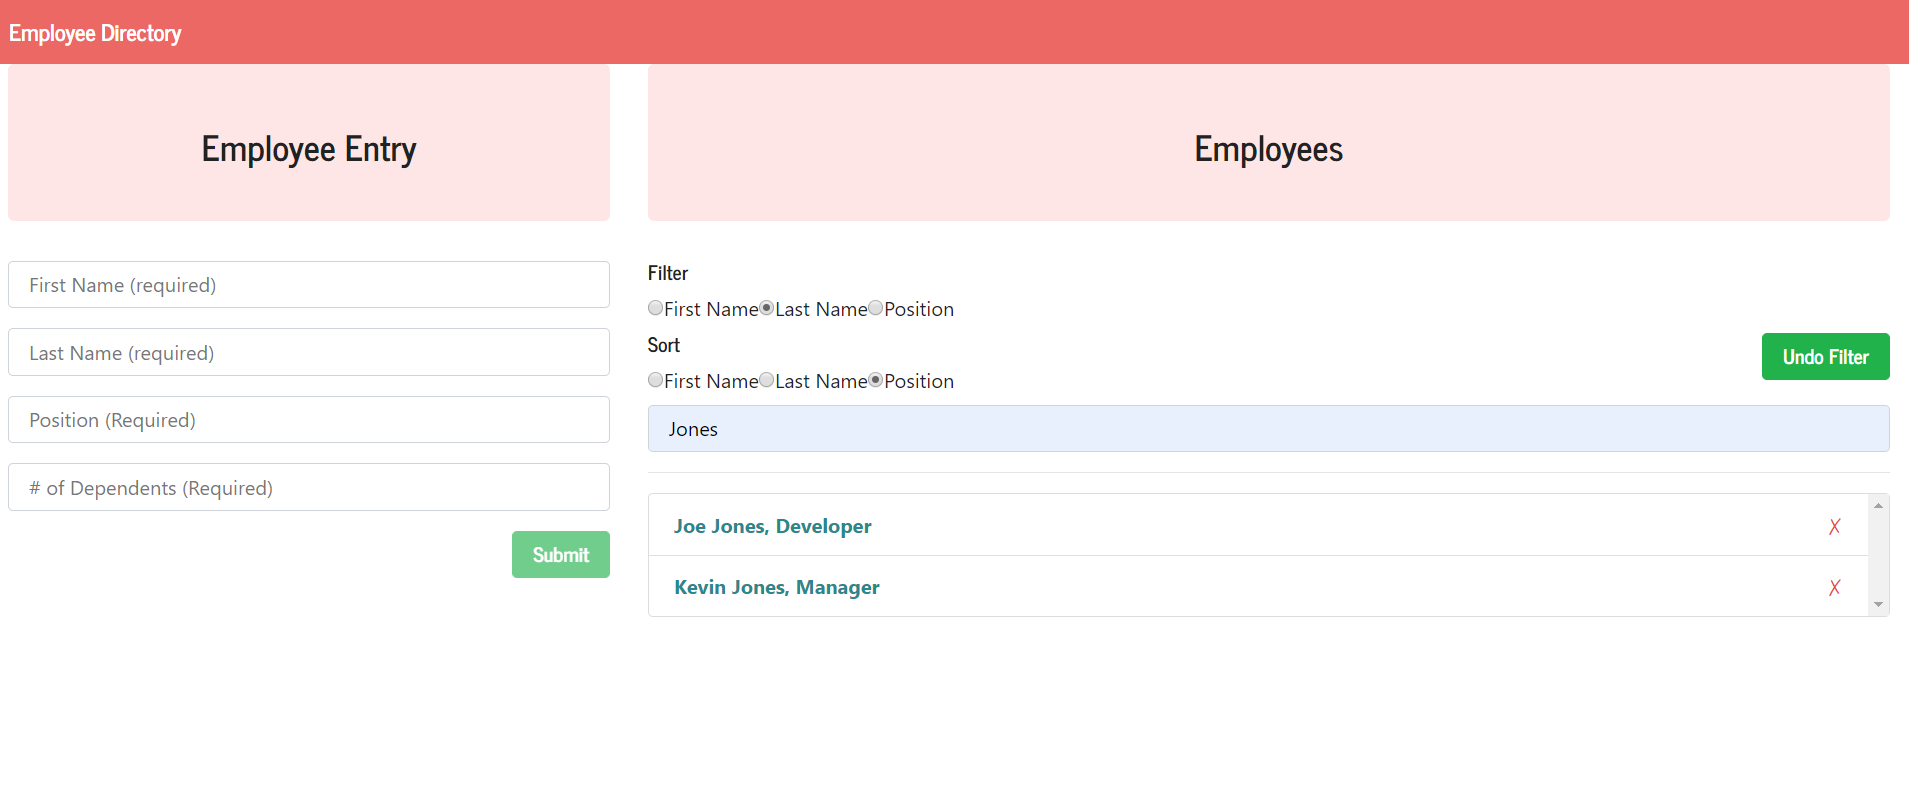 Employee Directory
Employee Entry
First Name (required)
Last Name (required)
Position (Required)
# of Dependents (Required)
Submit
Employees
Filter
First Name Last Name Position
Sort
First Name Last Name Position
Undo Filter
Jones
Joe Jones, Developer
X
Kevin Jones, Manager
X